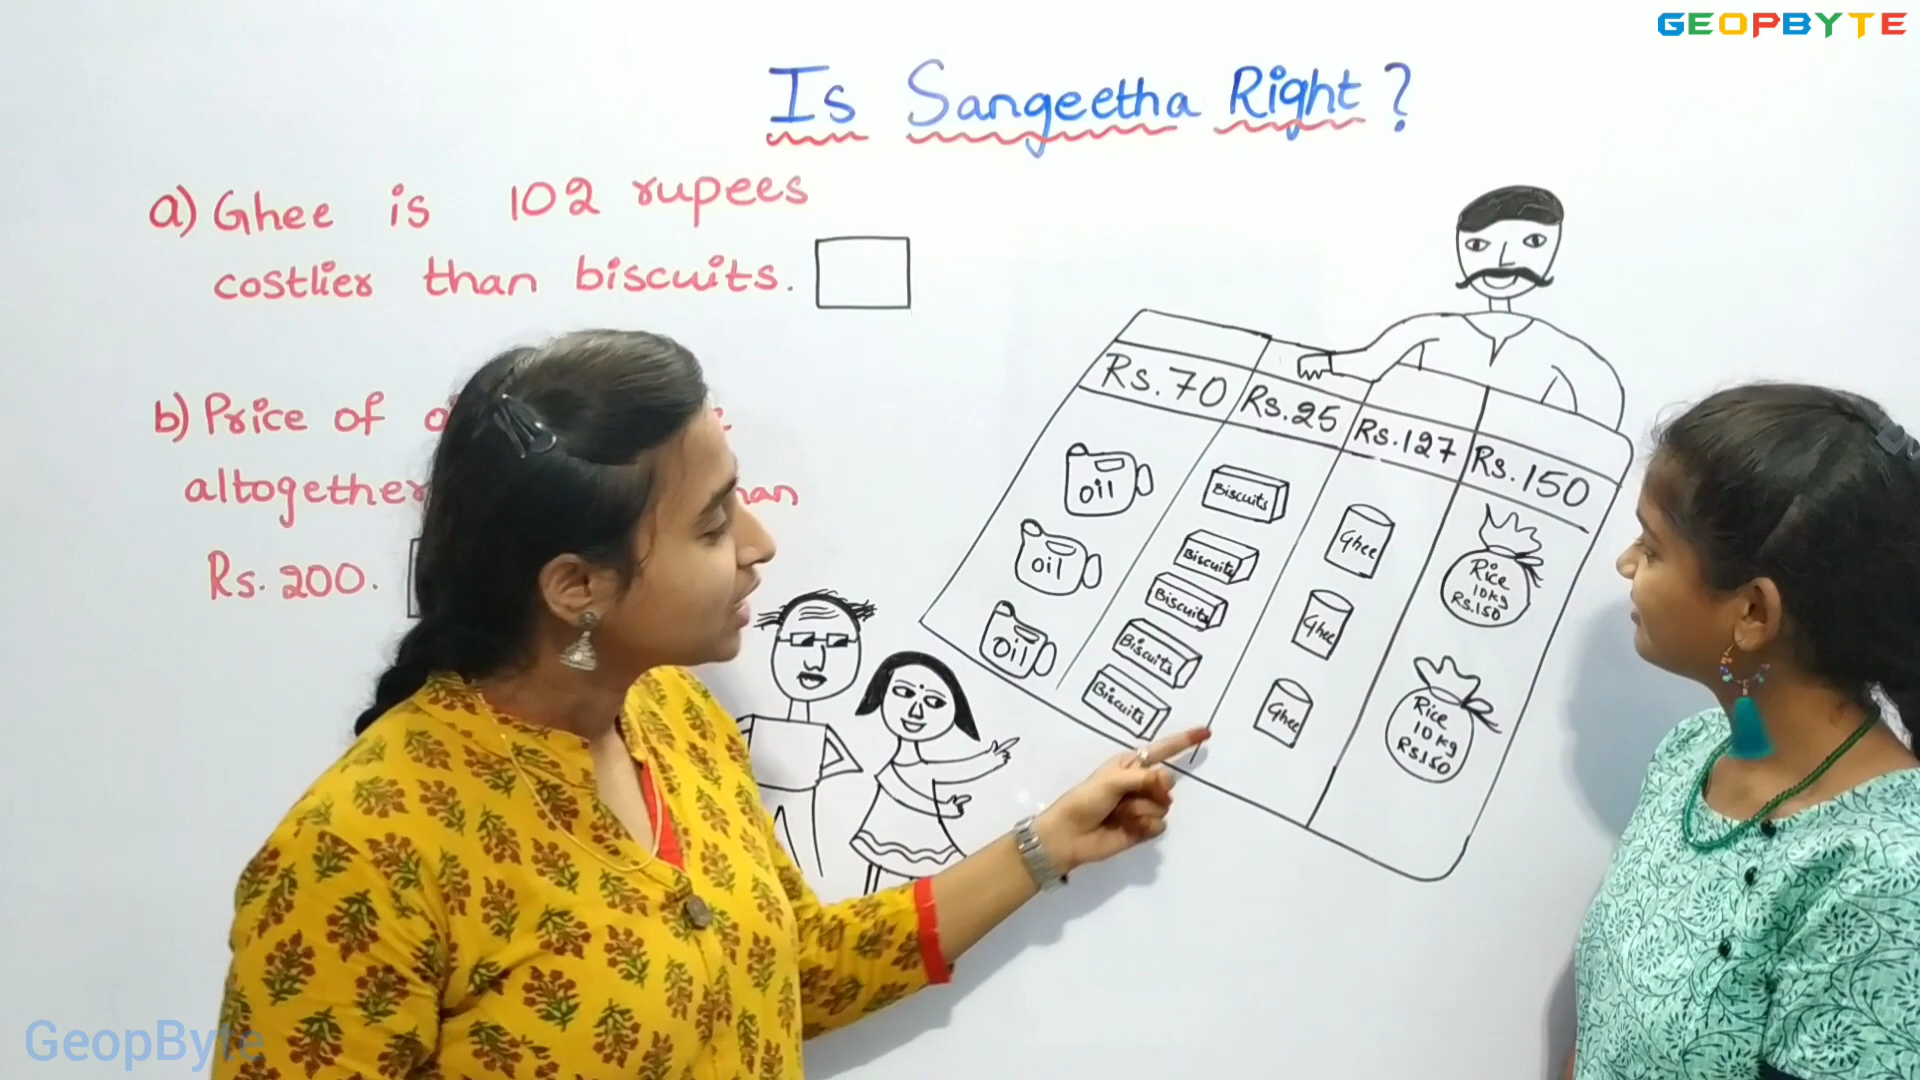 GEOPBYTE
Is Sangeetha Right?
a) Ghee is 102 rupees
costlier than biscuits.
b) Price of
altogether
Rs. 200.
Rs. 70
Rs. 25
Rs. 127
Rs. 150
oil
oil
oil
Biscuits
Biscuits
Biscuits
Biscuits
Biscuits
Ghee
Ghee
Ghee
Rice
10kg
Rs.150
Rice
10kg
Rs.150
GeopByte